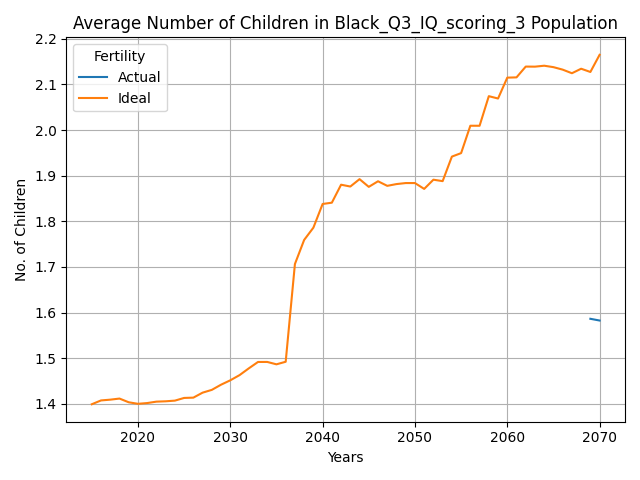 Average Number of Children in Black_Q3_IQ_scoring_3 Population
2.2
2.1
2.0
1.9
1.8
1.7
1.6
1.5
1.4
No. of Children
Fertility
Actual
Ideal
2020 2030 2040 2050 2060 2070
Years